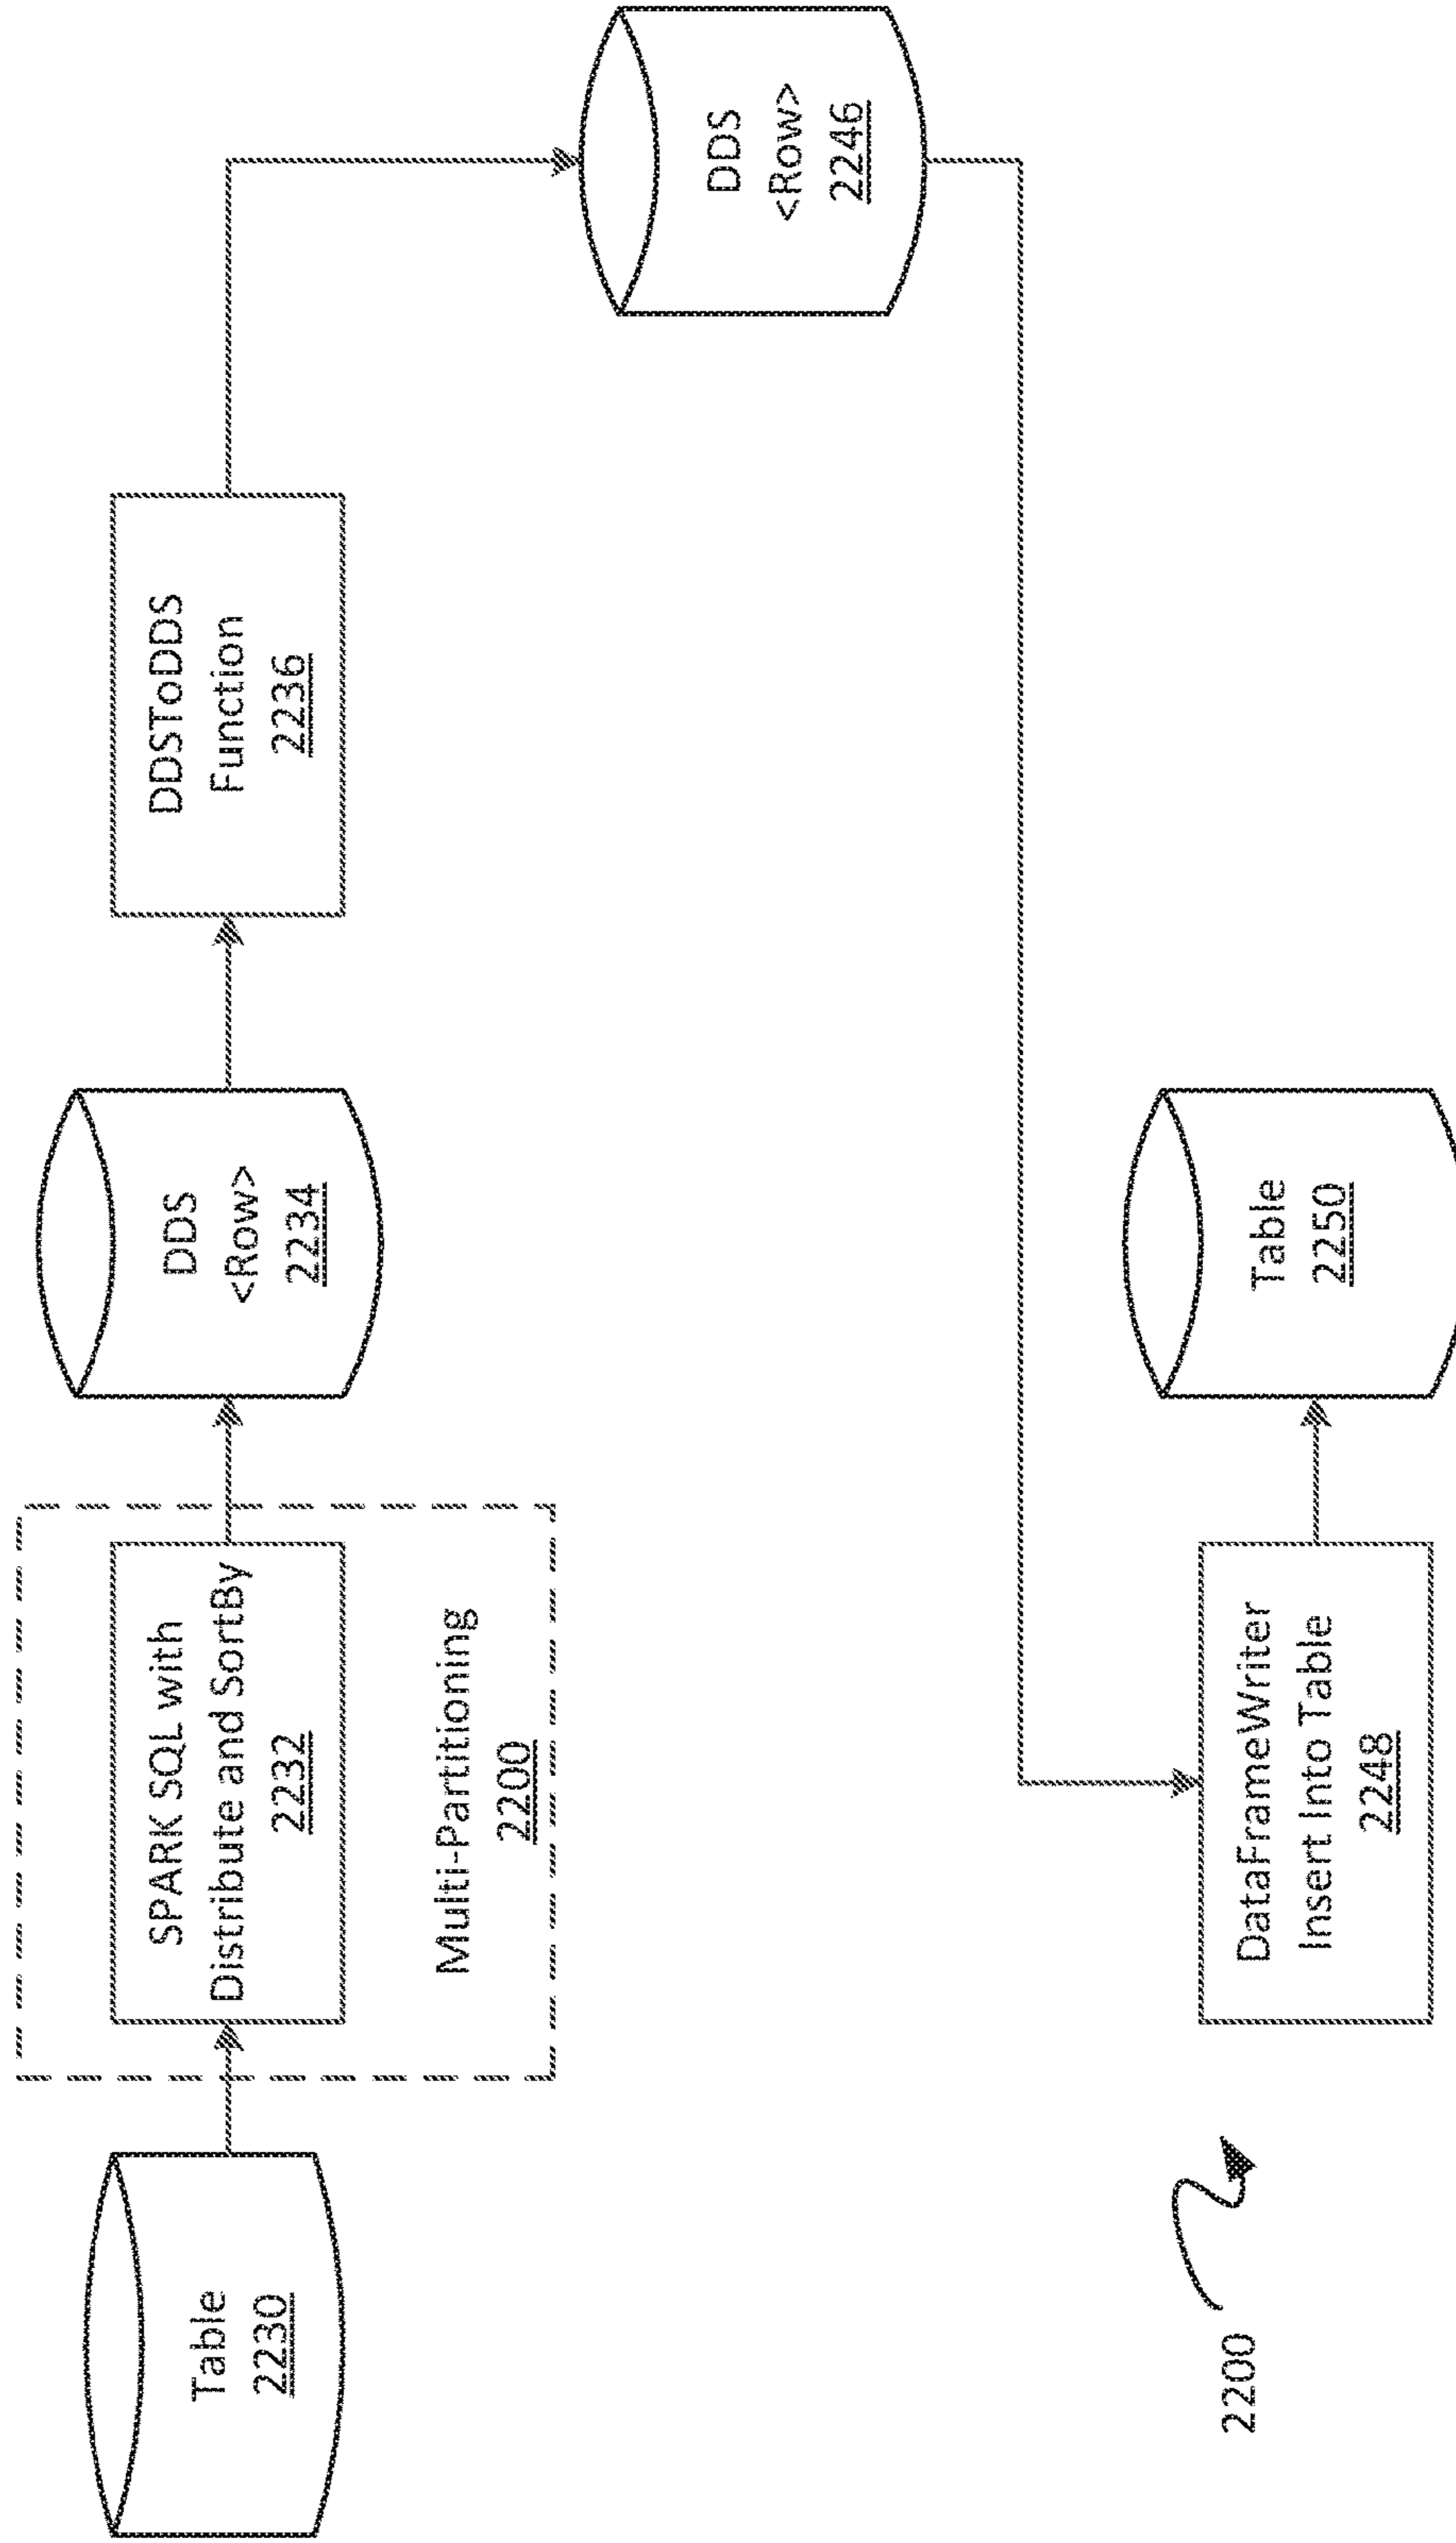 Table
2230
SPARK SQL with
Distribute and SortBy
2232
Multi-Partitioning
2200
DDS
<Row>
2234
DDSToDDS
Function
2236
DDS
<Row>
2246
DataFrameWriter
Insert Into Table
2248
Table
2250
2200